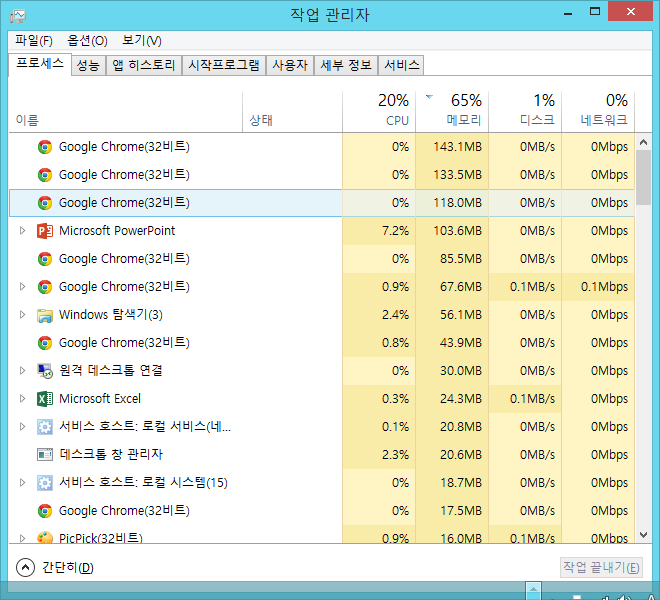 작업 관리자
파일(F) 옵션(O) 보기(V)
프로세스 성능 앱 히스토리 시작프로그램 사용자 세부 정보 서비스
20% 65% 1% 0%
이름 상태 CPU 메모리 디스크 네트워크
Google Chrome(32비트) 0% 143.1MB 0MB/s 0Mbps
Google Chrome(32비트) 0% 133.5MB 0MB/s 0Mbps
Google Chrome(32비트) 0% 118.0MB 0MB/s 0Mbps
Microsoft PowerPoint 7.2% 103.6MB 0MB/s 0Mbps
Google Chrome(32비트) 0% 85.5MB 0MB/s 0Mbps
Google Chrome(32비트) 0.9% 67.6MB 0.1MB/s 0.1Mbps
Windows 탐색기(3) 2.4% 56.1MB 0MB/s 0Mbps
Google Chrome(32비트) 0.8% 43.9MB 0MB/s 0Mbps
원격 데스크톱 연결 0% 30.0MB 0MB/s 0Mbps
Microsoft Excel 0.3% 24.3MB 0.1MB/s 0Mbps
서비스 호스트: 로컬 서비스(네... 0.1% 20.8MB 0MB/s 0Mbps
데스크톱 창 관리자 2.3% 20.6MB 0MB/s 0Mbps
서비스 호스트: 로컬 시스템(15) 0% 18.7MB 0MB/s 0Mbps
Google Chrome(32비트) 0% 17.5MB 0MB/s 0Mbps
PicPick(32비트) 0.9% 16.0MB 0.1MB/s 0Mbps
간단히(D) 작업 끝내기(E)